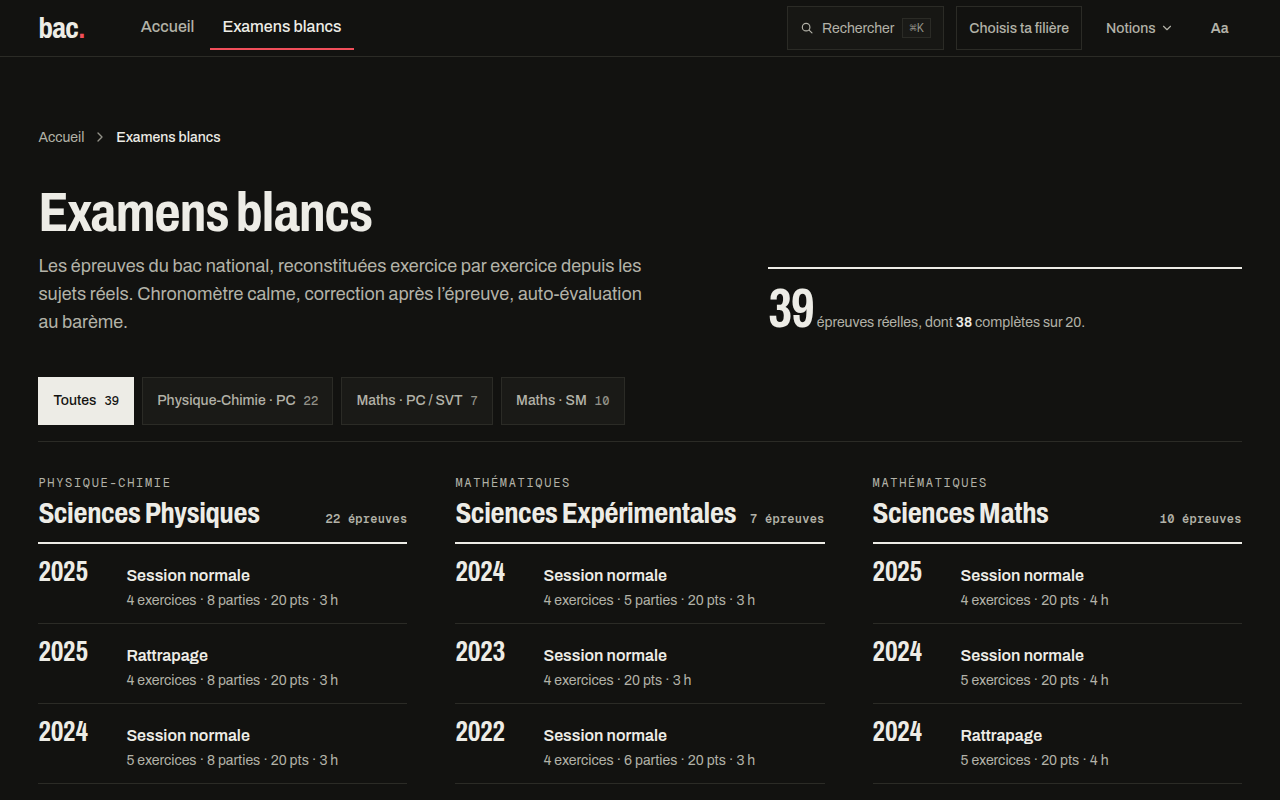 bac.
Accueil
Examens blancs
Rechercher ⌘K
Choisis ta filière
Notions
Aa
Accueil > Examens blancs
Examens blancs
Les épreuves du bac national, reconstituées exercice par exercice depuis les
sujets réels. Chronomètre calme, correction après l’épreuve, auto-évaluation
au barème.
39 épreuves réelles, dont 38 complètes sur 20.
Toutes 39
Physique-Chimie · PC 22
Maths · PC / SVT 7
Maths · SM 10
PHYSIQUE-CHIMIE
Sciences Physiques 22 épreuves
2025 Session normale
4 exercices · 8 parties · 20 pts · 3 h
2025 Rattrapage
4 exercices · 8 parties · 20 pts · 3 h
2024 Session normale
5 exercices · 8 parties · 20 pts · 3 h
MATHÉMATIQUES
Sciences Expérimentales 7 épreuves
2024 Session normale
4 exercices · 5 parties · 20 pts · 3 h
2023 Session normale
4 exercices · 20 pts · 3 h
2022 Session normale
4 exercices · 6 parties · 20 pts · 3 h
MATHÉMATIQUES
Sciences Maths 10 épreuves
2025 Session normale
4 exercices · 20 pts · 4 h
2024 Session normale
5 exercices · 20 pts · 4 h
2024 Rattrapage
5 exercices · 20 pts · 4 h